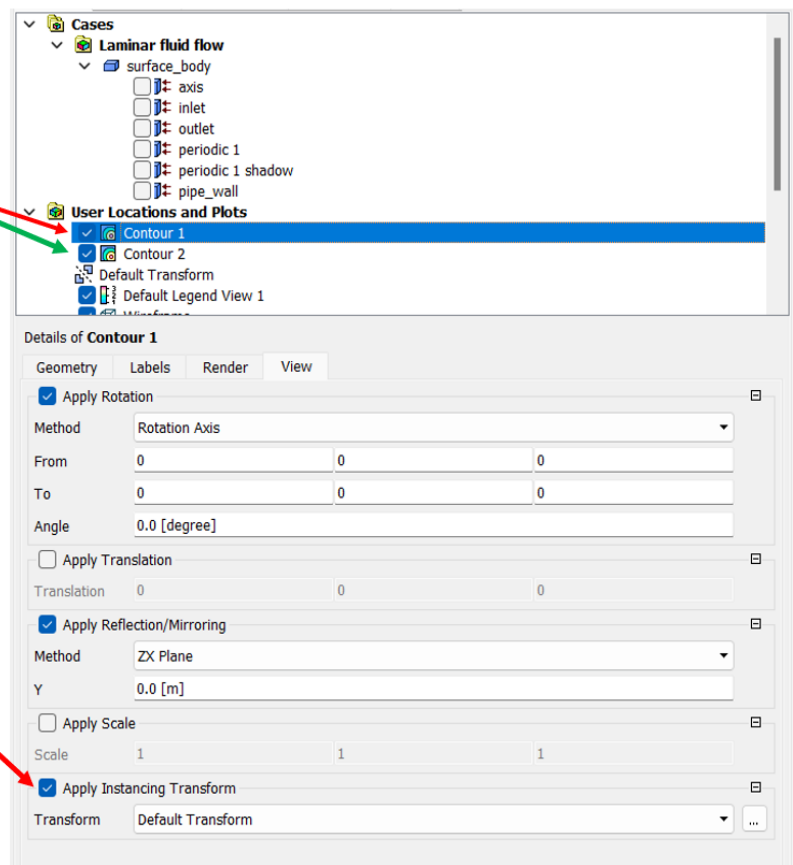 Cases
Laminar fluid flow
surface_body
axis
inlet
outlet
periodic 1
periodic 1 shadow
pipe_wall
User Locations and Plots
Contour 1
Contour 2
Default Transform
Default Legend View 1
Wireframe
Details of Contour 1
Geometry Labels Render View
Apply Rotation
Method Rotation Axis
From 0 0 0
To 0 0 0
Angle 0.0 [degree]
Apply Translation
Translation 0 0 0
Apply Reflection/Mirroring
Method ZX Plane
Y 0.0 [m]
Apply Scale
Scale 1 1 1
Apply Instancing Transform
Transform Default Transform ...